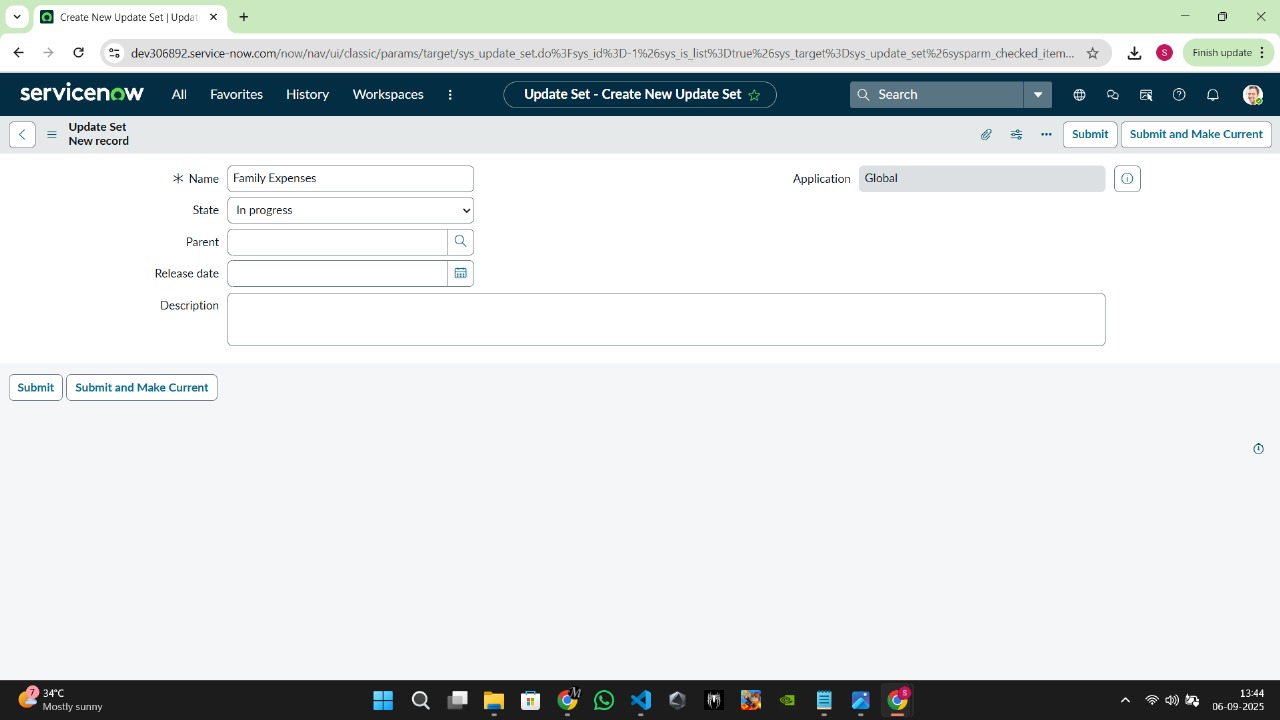 Create New Update Set | Updat
dev306892.service-now.com/now/nav/ui/classic/params/target/sys_update_set.do%3Fsys_id%3D-1%26sys_is_list%3Dtrue%26sys_target%3Dsys_update_set%26sysparm_checked_item...
S
Finish update
servicenow
All
Favorites
History
Workspaces
Update Set - Create New Update Set
Search
Update Set
New record
Submit
Submit and Make Current
Name
Family Expenses
Application
Global
State
In progress
Parent
Release date
Description
Submit
Submit and Make Current
7
34°C
Mostly sunny
M
S
13:44
06-09-2025